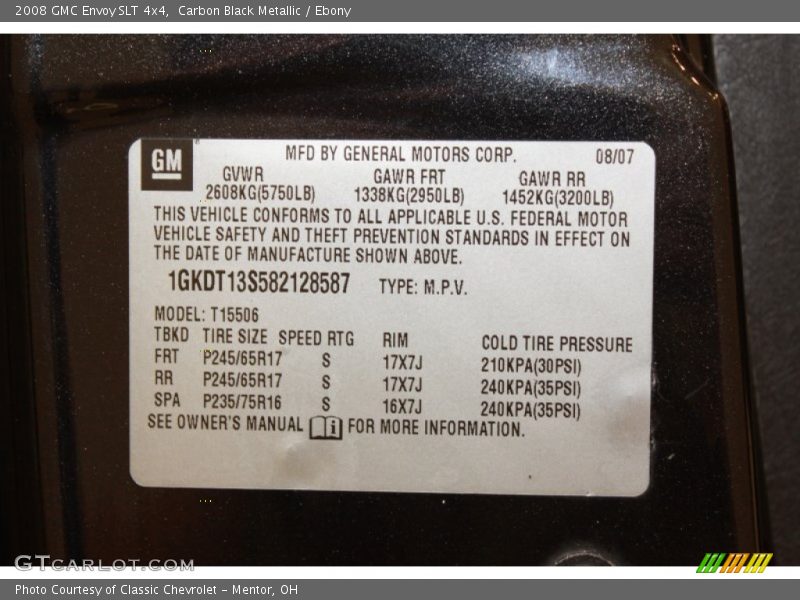 2008 GMC Envoy SLT 4x4, Carbon Black Metallic / Ebony
GM
MFD BY GENERAL MOTORS CORP. 08/07
GVWR GAWR FRT GAWR RR
2608KG(5750LB) 1338KG(2950LB) 1452KG(3200LB)
THIS VEHICLE CONFORMS TO ALL APPLICABLE U.S. FEDERAL MOTOR
VEHICLE SAFETY AND THEFT PREVENTION STANDARDS IN EFFECT ON
THE DATE OF MANUFACTURE SHOWN ABOVE.
1GKDT13S582128587 TYPE: M.P.V.
MODEL: T15506
TBKD TIRE SIZE SPEED RTG RIM COLD TIRE PRESSURE
FRT P245/65R17 S 17X7J 210KPA(30PSI)
RR P245/65R17 S 17X7J 240KPA(35PSI)
SPA P235/75R16 S 16X7J 240KPA(35PSI)
SEE OWNER'S MANUAL i FOR MORE INFORMATION.
GTCARLOT.COM
Photo Courtesy of Classic Chevrolet - Mentor, OH